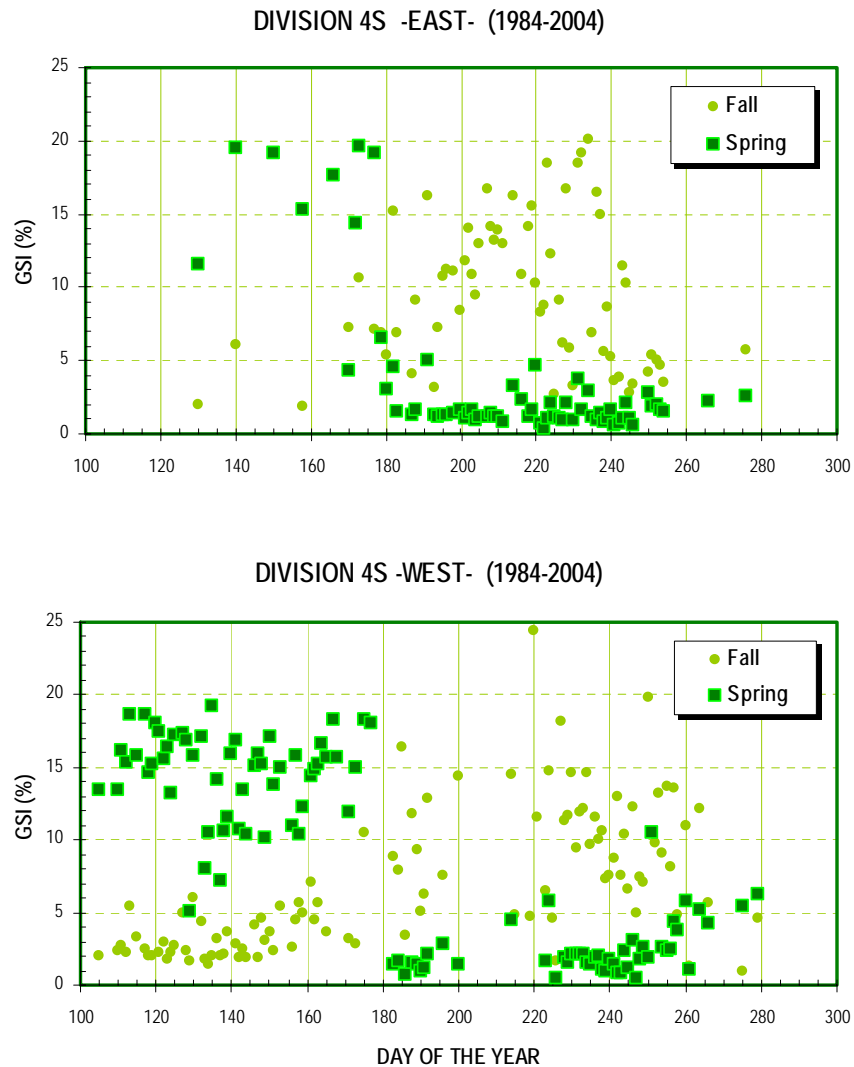 DIVISION 4S -EAST- (1984-2004)
25
20
15
10
5
0
GSI (%)
Fall
Spring
100 120 140 160 180 200 220 240 260 280 300
DIVISION 4S -WEST- (1984-2004)
25
20
15
10
5
0
GSI (%)
Fall
Spring
100 120 140 160 180 200 220 240 260 280 300
DAY OF THE YEAR